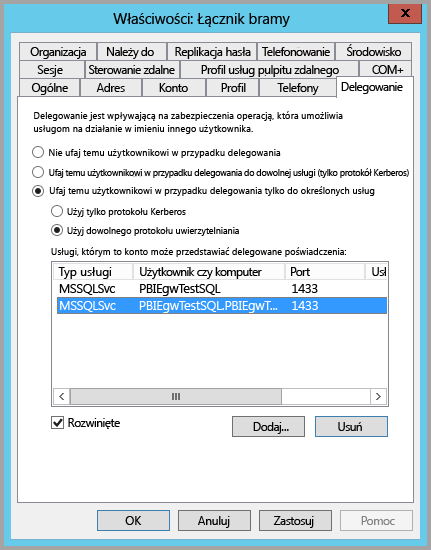 Właściwości: Łącznik bramy
x
Organizacja Należy do Replikacja hasła Telefonowanie Środowisko
Sesje Sterowanie zdalne Profil usług pulpitu zdalnego COM+
Ogólne Adres Konto Profil Telefony Delegowanie
Delegowanie jest wpływającą na zabezpieczenia operacją, która umożliwia
usługom na działanie w imieniu innego użytkownika.
Nie ufaj temu użytkownikowi w przypadku delegowania
Ufaj temu użytkownikowi w przypadku delegowania do dowolnej usługi (tylko protokół Kerberos)
Ufaj temu użytkownikowi w przypadku delegowania tylko do określonych usług
Użyj tylko protokołu Kerberos
Użyj dowolnego protokołu uwierzytelniania
Usługi, którym to konto może przedstawiać delegowane poświadczenia:
Typ usługi Użytkownik czy komputer Port Usł
MSSQLSvc PBIEgwTestSQL 1433
MSSQLSvc PBIEgwTestSQL.PBIEgwT... 1433
Rozwinięte Dodaj... Usuń
OK Anuluj Zastosuj Pomoc